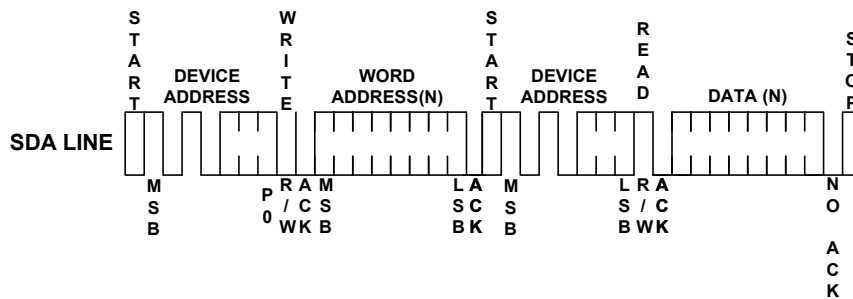 START
WRITE
START
READ
STOP
DEVICE
ADDRESS
WORD
ADDRESS(N)
DEVICE
ADDRESS
DATA (N)
SDA LINE
MSB
P0
R/W
ACK
MSB
LSB
ACK
MSB
LSB
R/W
ACK
NO ACK